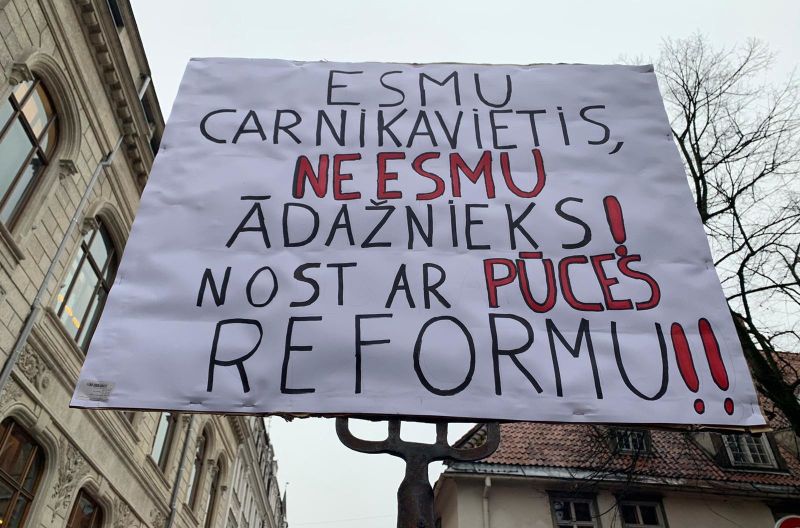 ESMU
CARNIKAVIETIS,
NEESMU
ĀDAŽNIEKS!
NOST AR PŪCES
REFORMU!!